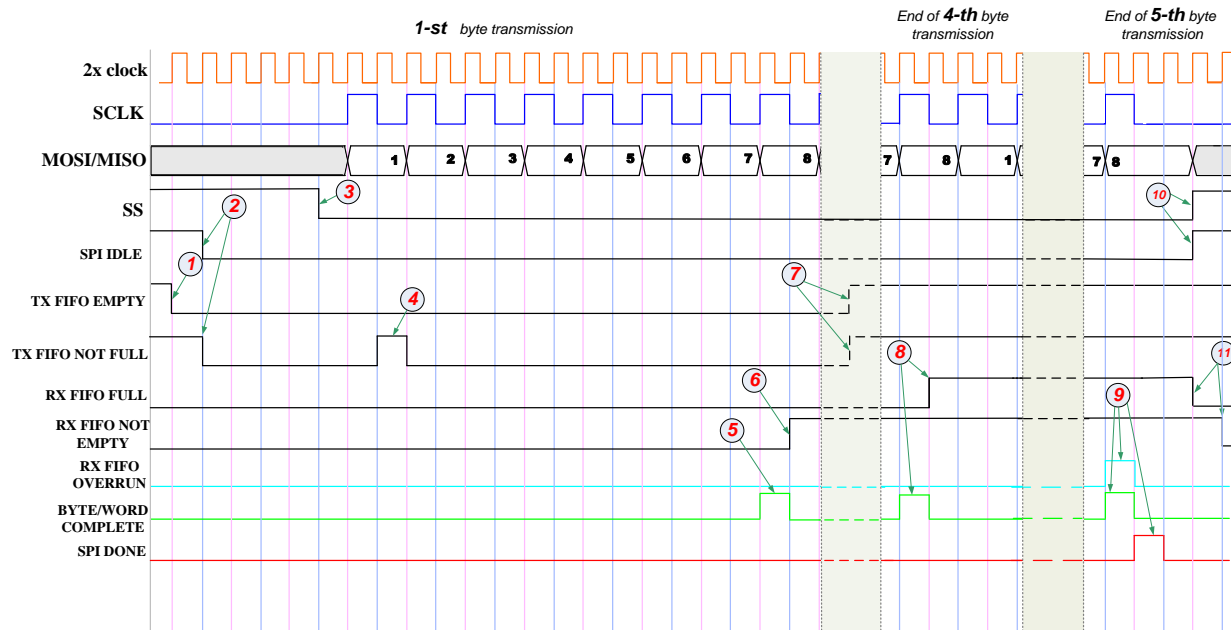 1-st byte transmission
End of 4-th byte
transmission
End of 5-th byte
transmission
2x clock
SCLK
MOSI/MISO
1 2 3 4 5 6 7 8 7 8 1 7 8
3
2
SS
10
SPI IDLE
1
7
TX FIFO EMPTY
4
TX FIFO NOT FULL
8
11
RX FIFO FULL
6
9
RX FIFO NOT
EMPTY
5
RX FIFO
OVERRUN
BYTE/WORD
COMPLETE
SPI DONE